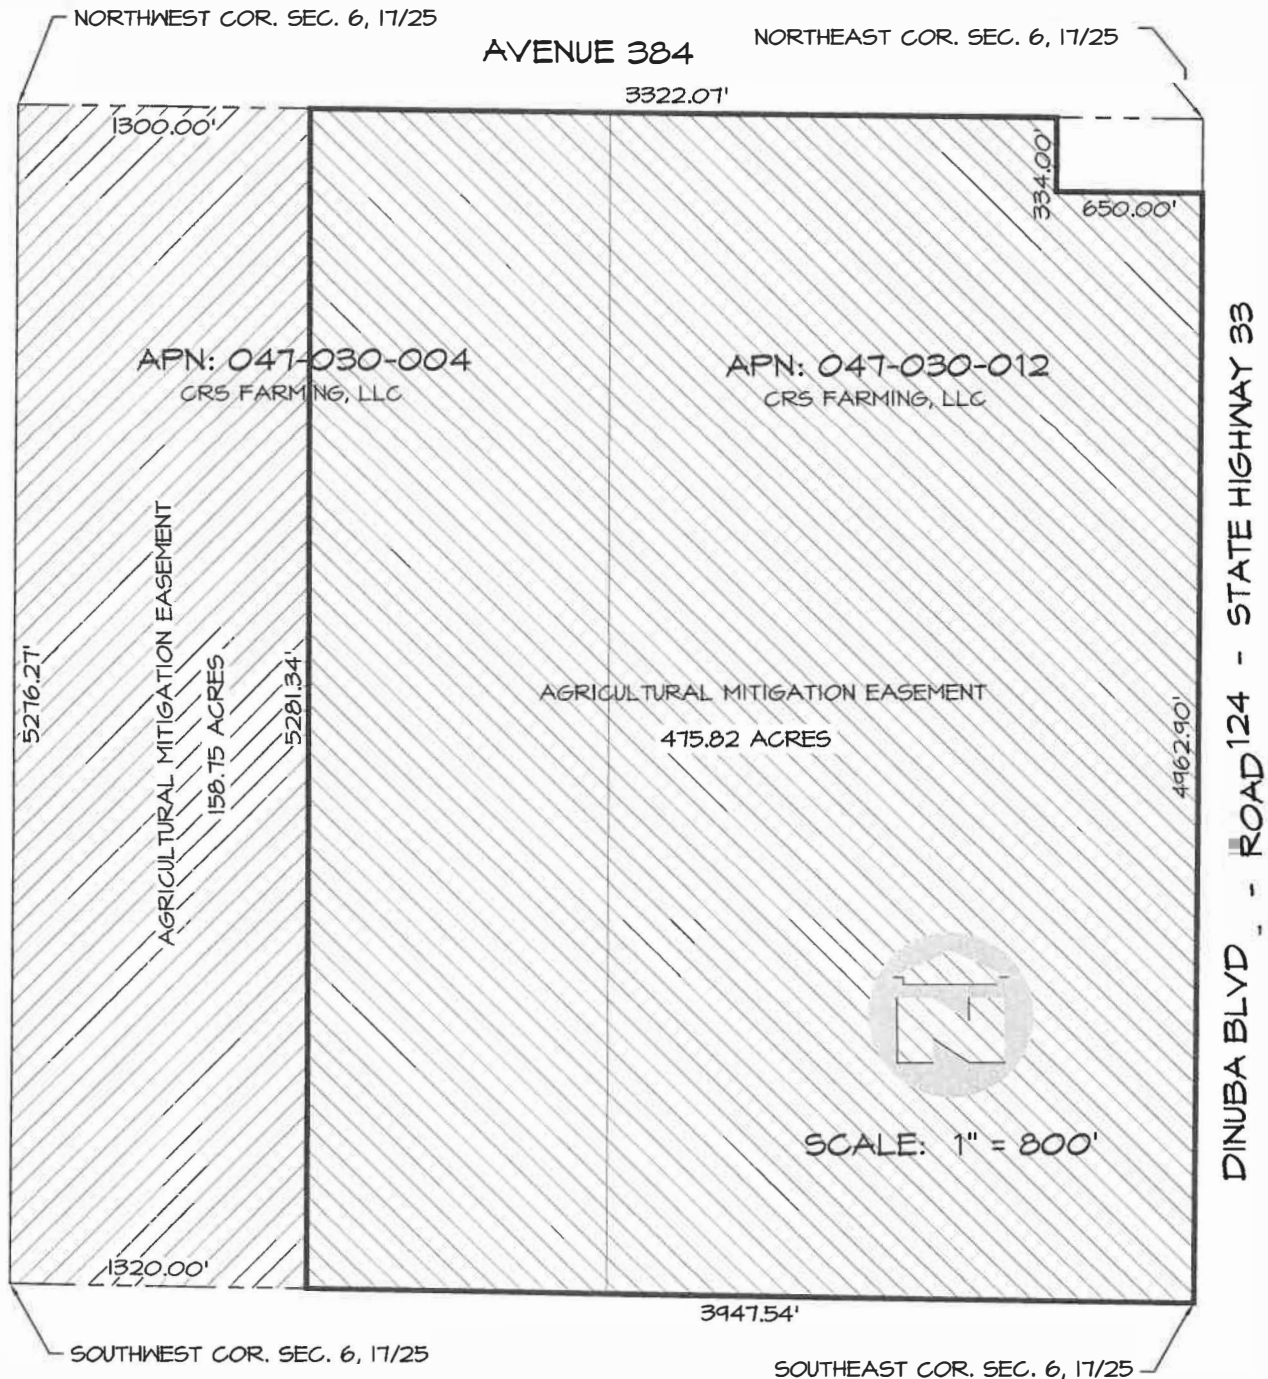 NORTHWEST COR. SEC. 6, 17/25
AVENUE 384
NORTHEAST COR. SEC. 6, 17/25
3322.07'
1300.00'
334.00'
650.00'
APN: 047-030-004
CRS FARMING, LLC
APN: 047-030-012
CRS FARMING, LLC
DINUBA BLVD - - ROAD 124 - STATE HIGHWAY 33
5276.27'
AGRICULTURAL MITIGATION EASEMENT
158.75 ACRES
5281.34'
AGRICULTURAL MITIGATION EASEMENT
475.82 ACRES
4962.90'
N
SCALE: 1" = 800'
1320.00'
3947.54'
SOUTHWEST COR. SEC. 6, 17/25
SOUTHEAST COR. SEC. 6, 17/25